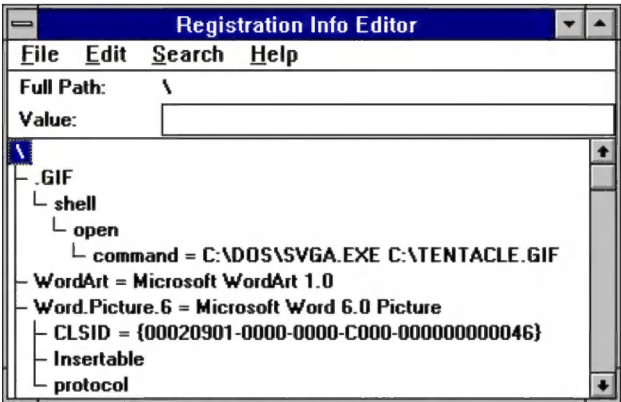 Registration Info Editor
File Edit Search Help
Full Path: \
Value:
\
.GIF
shell
open
command = C:\DOS\SVGA.EXE C:\TENTACLE.GIF
WordArt = Microsoft WordArt 1.0
Word.Picture.6 = Microsoft Word 6.0 Picture
CLSID = {00020901-0000-0000-C000-000000000046}
Insertable
protocol